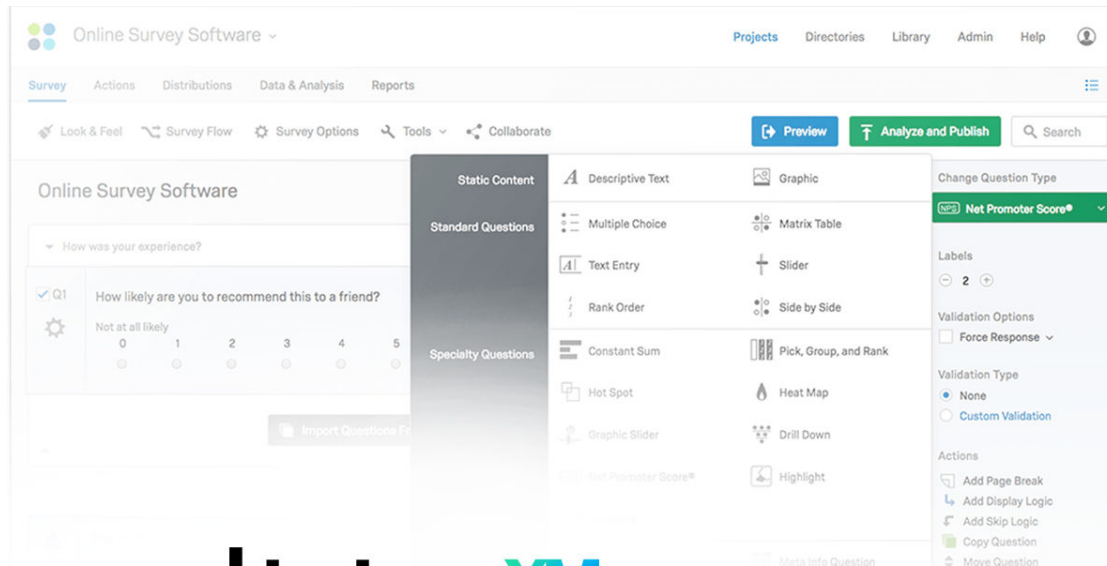 Online Survey Software
Projects Directories Library Admin Help
Survey Actions Distributions Data & Analysis Reports
Look & Feel Survey Flow Survey Options Tools Collaborate
Preview Analyze and Publish Search
Online Survey Software
How was your experience?
Q1 How likely are you to recommend this to a friend?
Not at all likely
0 1 2 3 4 5
Import Questions
Static Content
Descriptive Text Graphic
Standard Questions
Multiple Choice Matrix Table
Text Entry Slider
Rank Order Side by Side
Specialty Questions
Constant Sum Pick, Group, and Rank
Hot Spot Heat Map
Graphic Slider Drill Down
Net Promoter Score® Highlight
Meta Info Question
Change Question Type
NPS Net Promoter Score®
Labels
2
Validation Options
Force Response
Validation Type
None
Custom Validation
Actions
Add Page Break
Add Display Logic
Add Skip Logic
Copy Question
Move Question
XM